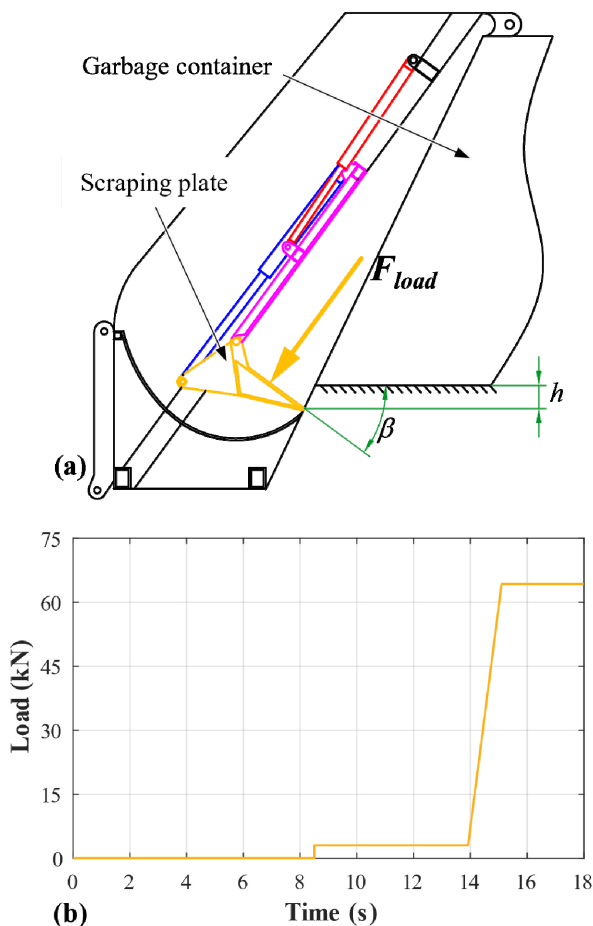 Garbage container
Scraping plate
F_load
h
β
(a)
75
60
45
30
15
0
Load (kN)
0 2 4 6 8 10 12 14 16 18
(b)
Time (s)